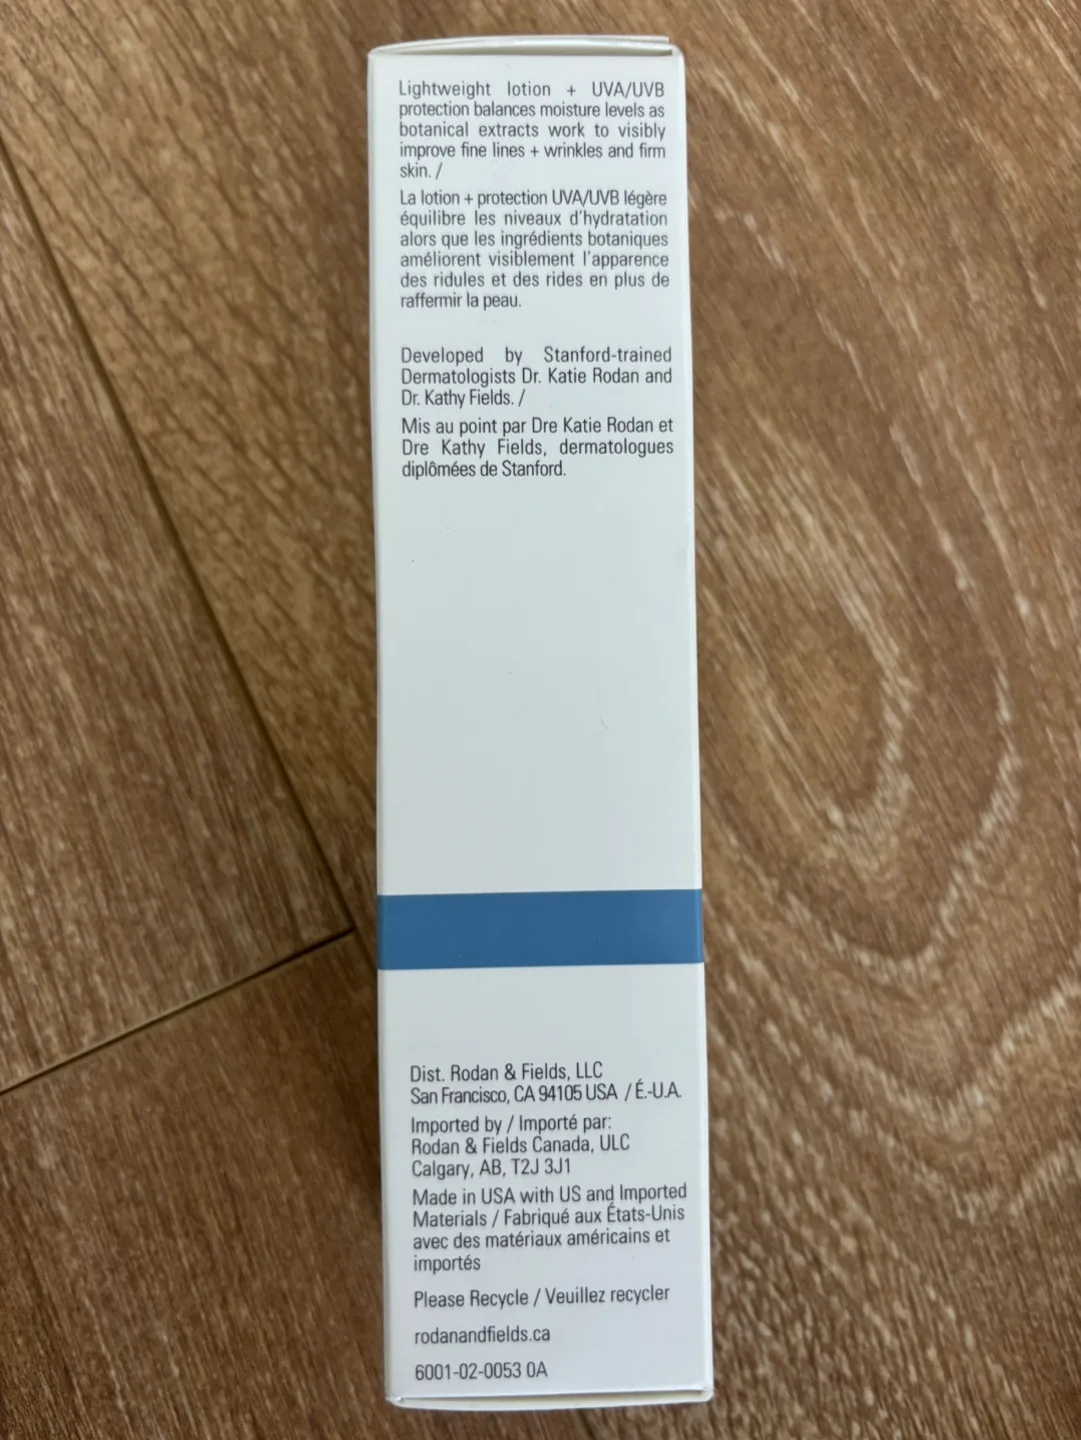 Lightweight lotion + UVA/UVB
protection balances moisture levels as
botanical extracts work to visibly
improve fine lines + wrinkles and firm
skin. /
La lotion + protection UVA/UVB légère
équilibre les niveaux d'hydratation
alors que les ingrédients botaniques
améliorent visiblement l'apparence
des ridules et des rides en plus de
raffermir la peau.
Developed by Stanford-trained
Dermatologists Dr. Katie Rodan and
Dr. Kathy Fields. /
Mis au point par Dre Katie Rodan et
Dre Kathy Fields, dermatologues
diplômées de Stanford.
Dist. Rodan & Fields, LLC
San Francisco, CA 94105 USA / É.-U.A.
Imported by / Importé par:
Rodan & Fields Canada, ULC
Calgary, AB, T2J 3J1
Made in USA with US and Imported
Materials / Fabriqué aux États-Unis
avec des matériaux américains et
importés
Please Recycle / Veuillez recycler
rodanandfields.ca
6001-02-0053 0A